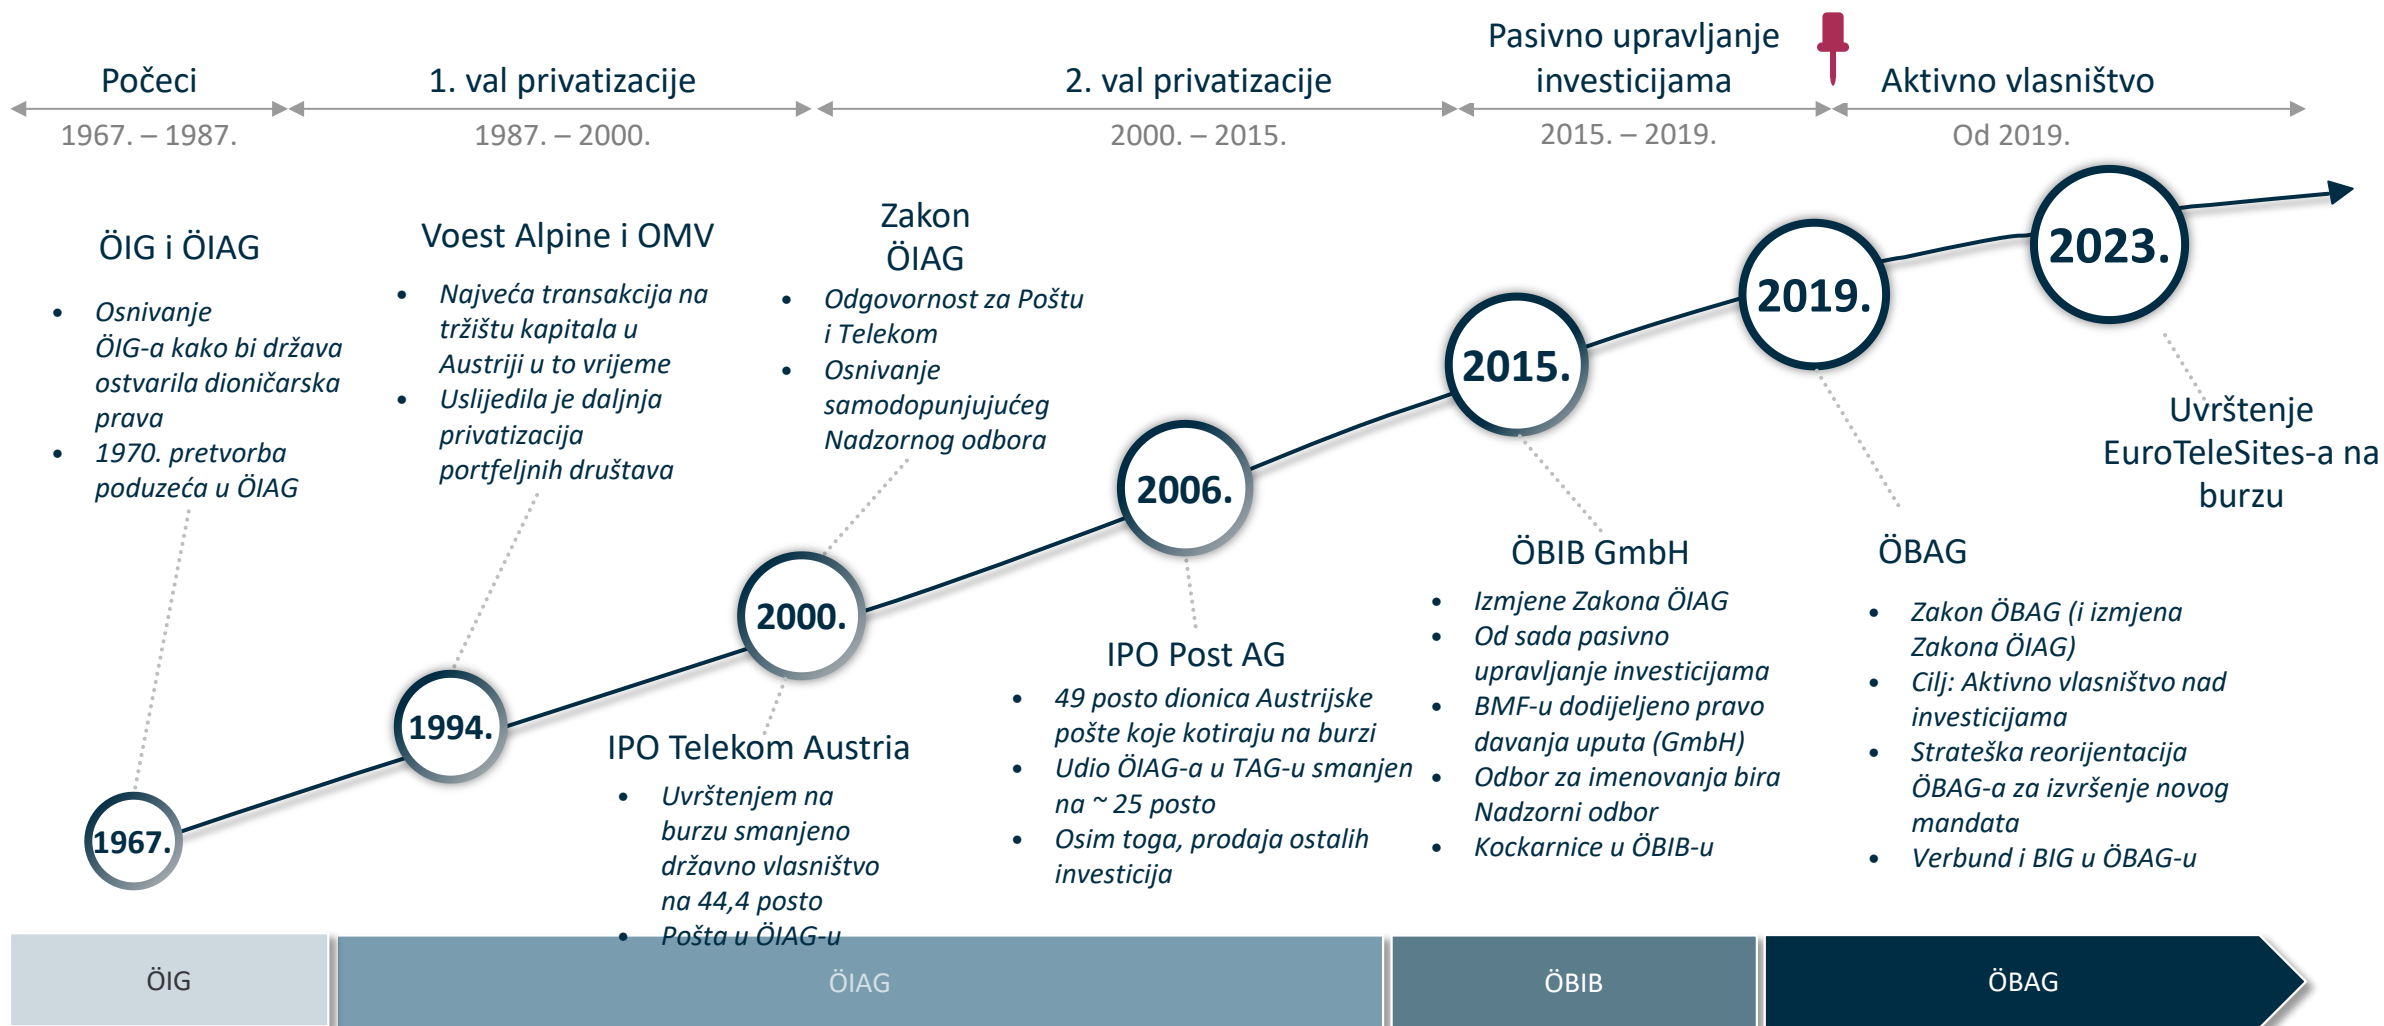 Počeci
1967. – 1987.
1. val privatizacije
1987. – 2000.
2. val privatizacije
2000. – 2015.
Pasivno upravljanje
investicijama
2015. – 2019.
Aktivno vlasništvo
Od 2019.
ÖIG i ÖIAG
• Osnivanje
ÖIG-a kako bi država
ostvarila dioničarska
prava
• 1970. pretvorba
poduzeća u ÖIAG
1967.
Voest Alpine i OMV
• Najveća transakcija na
tržištu kapitala u
Austriji u to vrijeme
• Uslijedila je daljnja
privatizacija
portfeljnih društava
1994.
Zakon
ÖIAG
• Odgovornost za Poštu
i Telekom
• Osnivanje
samodopunjujućeg
Nadzornog odbora
2000.
IPO Telekom Austria
• Uvrštenjem na
burzu smanjeno
državno vlasništvo
na 44,4 posto
• Pošta u ÖIAG-u
2006.
IPO Post AG
• 49 posto dionica Austrijske
pošte koje kotiraju na burzi
• Udio ÖIAG-a u TAG-u smanjen
na ~ 25 posto
• Osim toga, prodaja ostalih
investicija
2015.
ÖBIB GmbH
• Izmjene Zakona ÖIAG
• Od sada pasivno
upravljanje investicijama
• BMF-u dodijeljeno pravo
davanja uputa (GmbH)
• Odbor za imenovanja bira
Nadzorni odbor
• Kockarnice u ÖBIB-u
2019.
ÖBAG
• Zakon ÖBAG (i izmjena
Zakona ÖIAG)
• Cilj: Aktivno vlasništvo nad
investicijama
• Strateška reorijentacija
ÖBAG-a za izvršenje novog
mandata
• Verbund i BIG u ÖBAG-u
2023.
Uvrštenje
EuroTeleSites-a na
burzu
ÖIG
ÖIAG
ÖBIB
ÖBAG